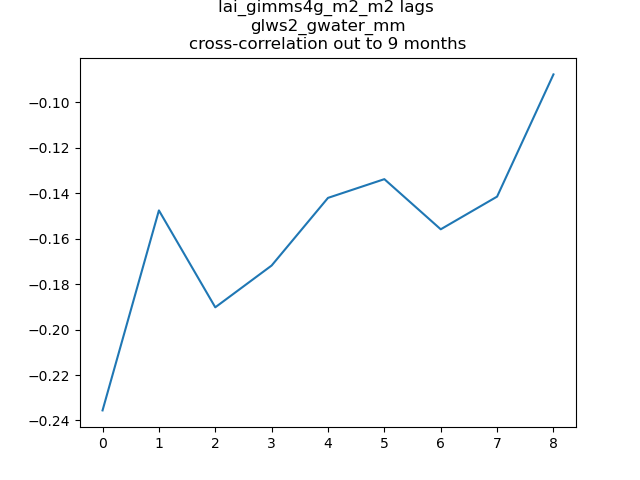 lai_gimms4g_m2_m2 lags
glws2_gwater_mm
cross-correlation out to 9 months
−0.10
−0.12
−0.14
−0.16
−0.18
−0.20
−0.22
−0.24
0 1 2 3 4 5 6 7 8